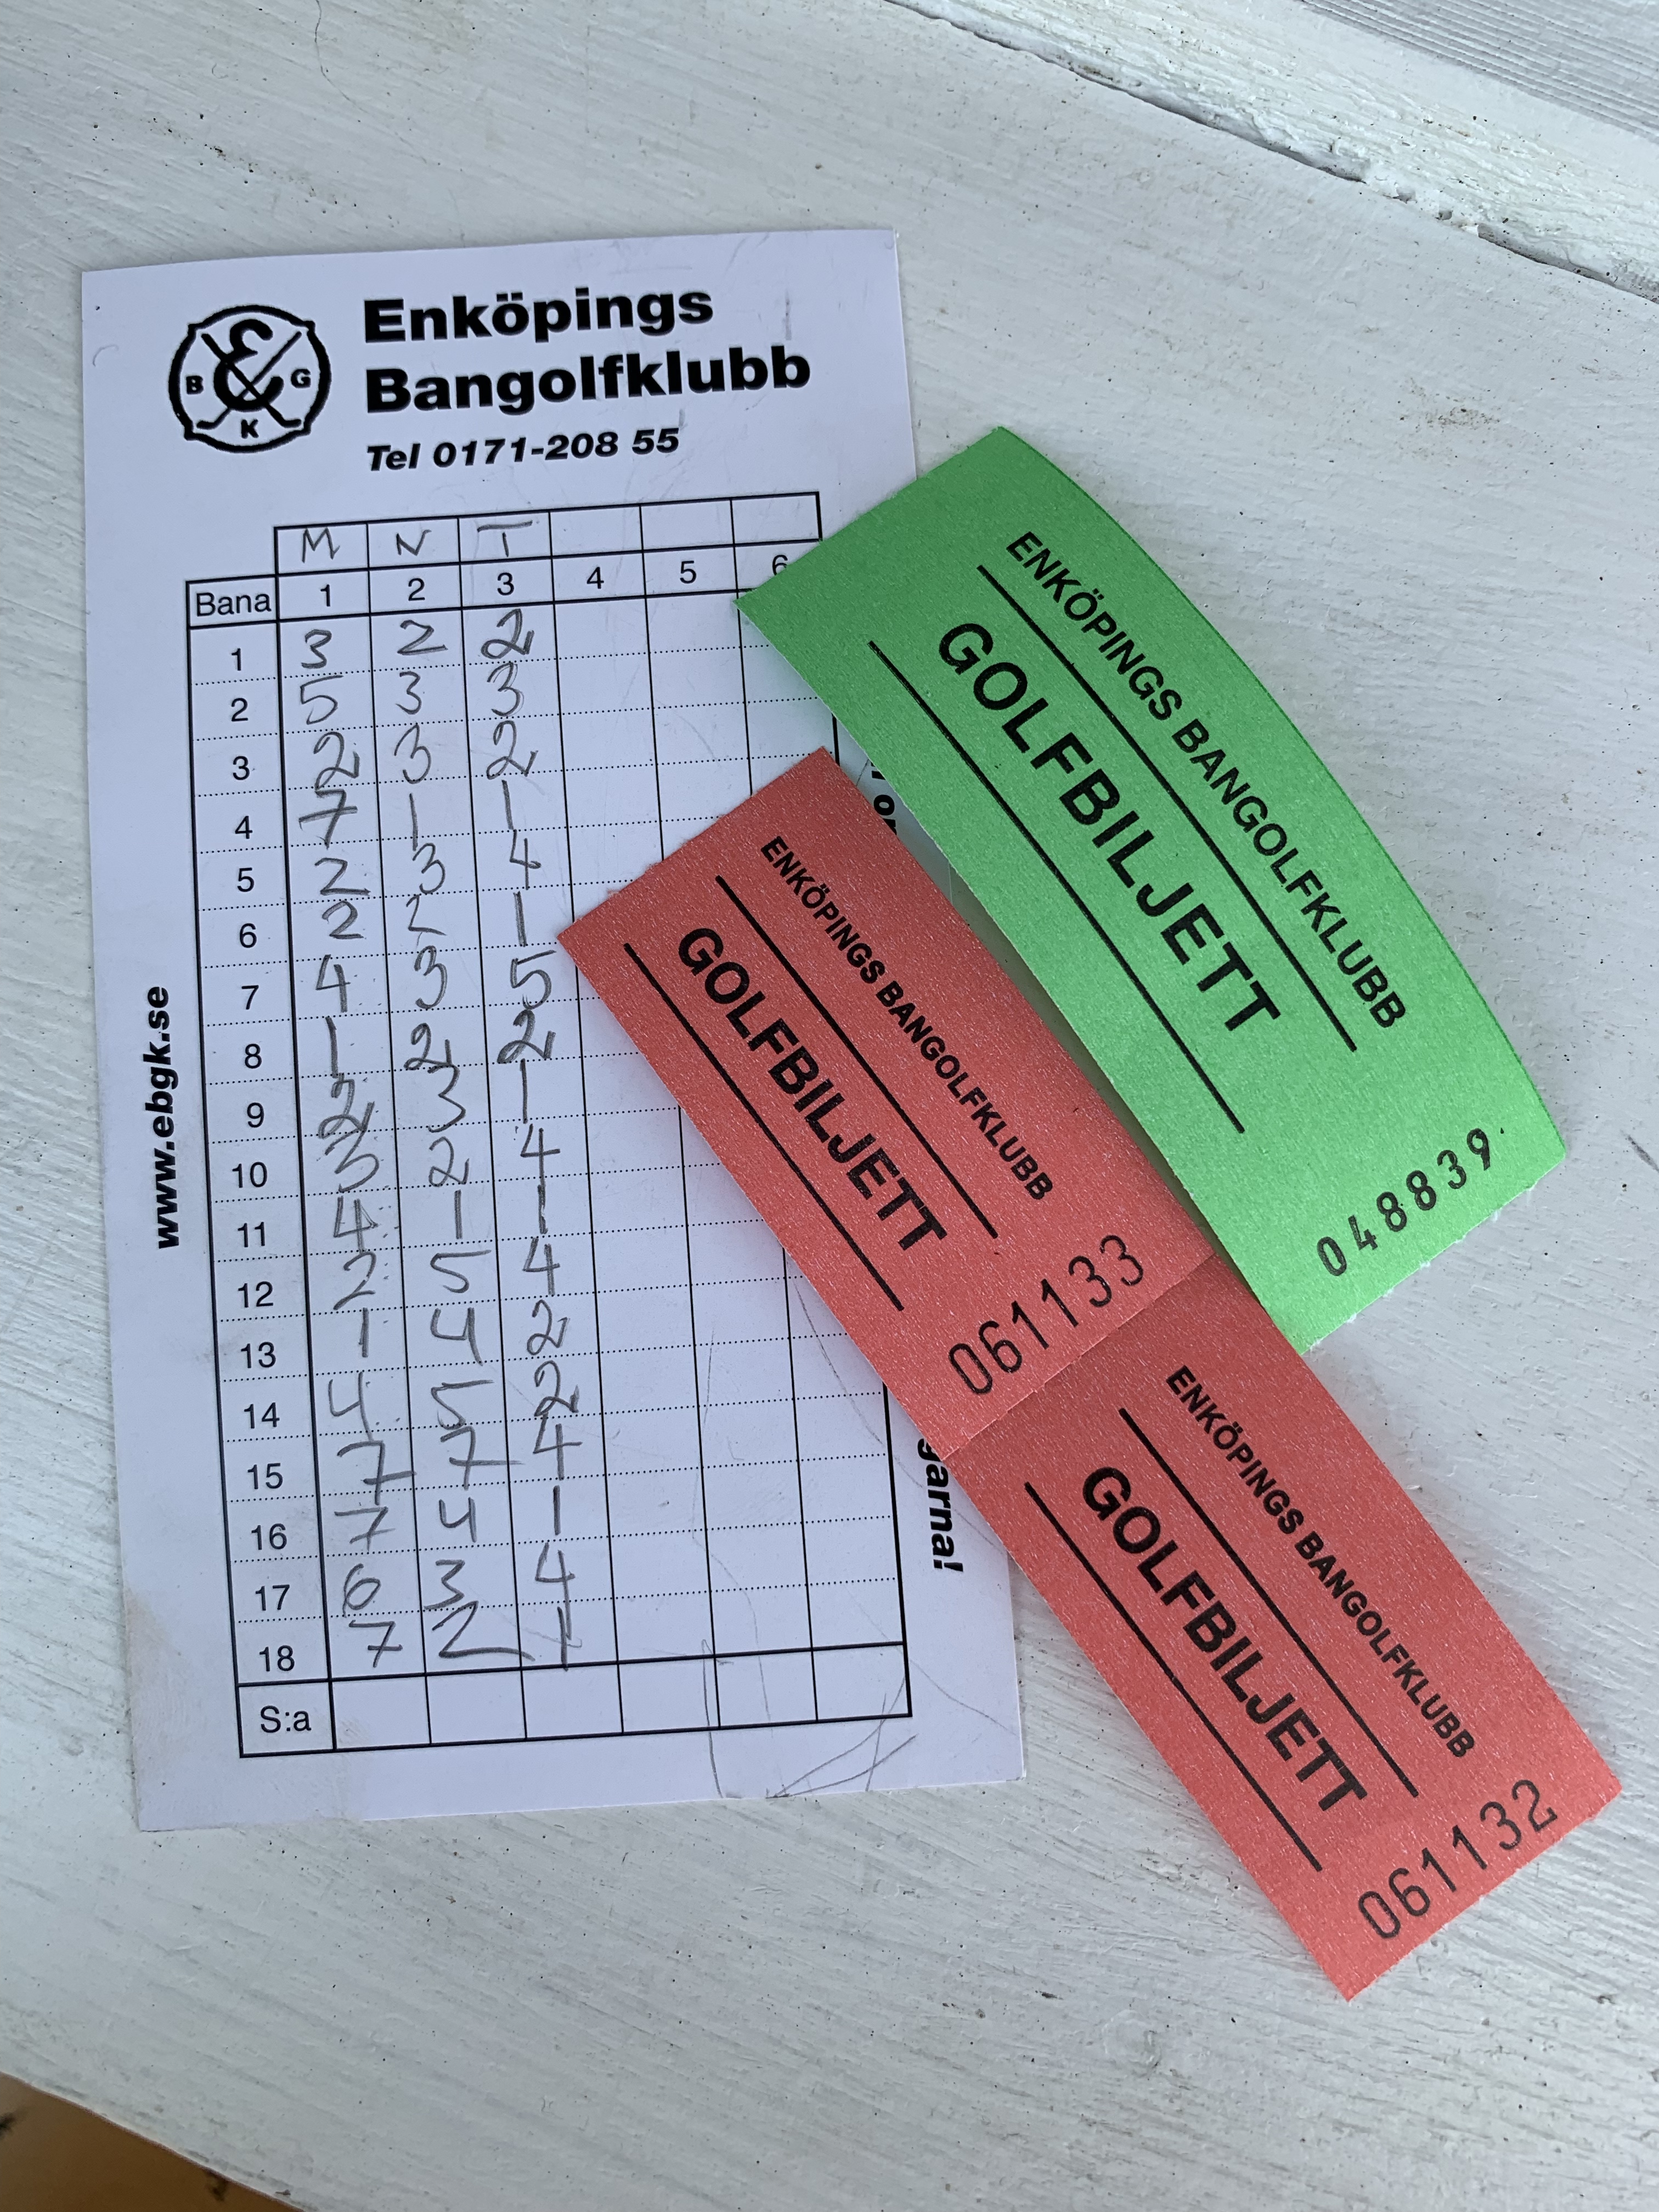 Enköpings
Bangolfklubb
Tel 0171-208 55
B G
K
M N T
Bana 1 2 3 4 5 6
1 3 2 2
2 5 3 3
3 2 3 2
4 7 1 1
5 2 3 4
6 2 2 1
7 4 3 5
8 1 2 2
9 2 3 1
10 3 2 4
11 4 1 1
12 2 5 4
13 1 4 2
14 4 5 2
15 7 7 4
16 7 4 1
17 6 3 4
18 7 2 1
S:a
www.ebgk.se
ENKÖPINGS BANGOLFKLUBB
GOLFBILJETT
048839
ENKÖPINGS BANGOLFKLUBB
GOLFBILJETT
061133
ENKÖPINGS BANGOLFKLUBB
GOLFBILJETT
061132